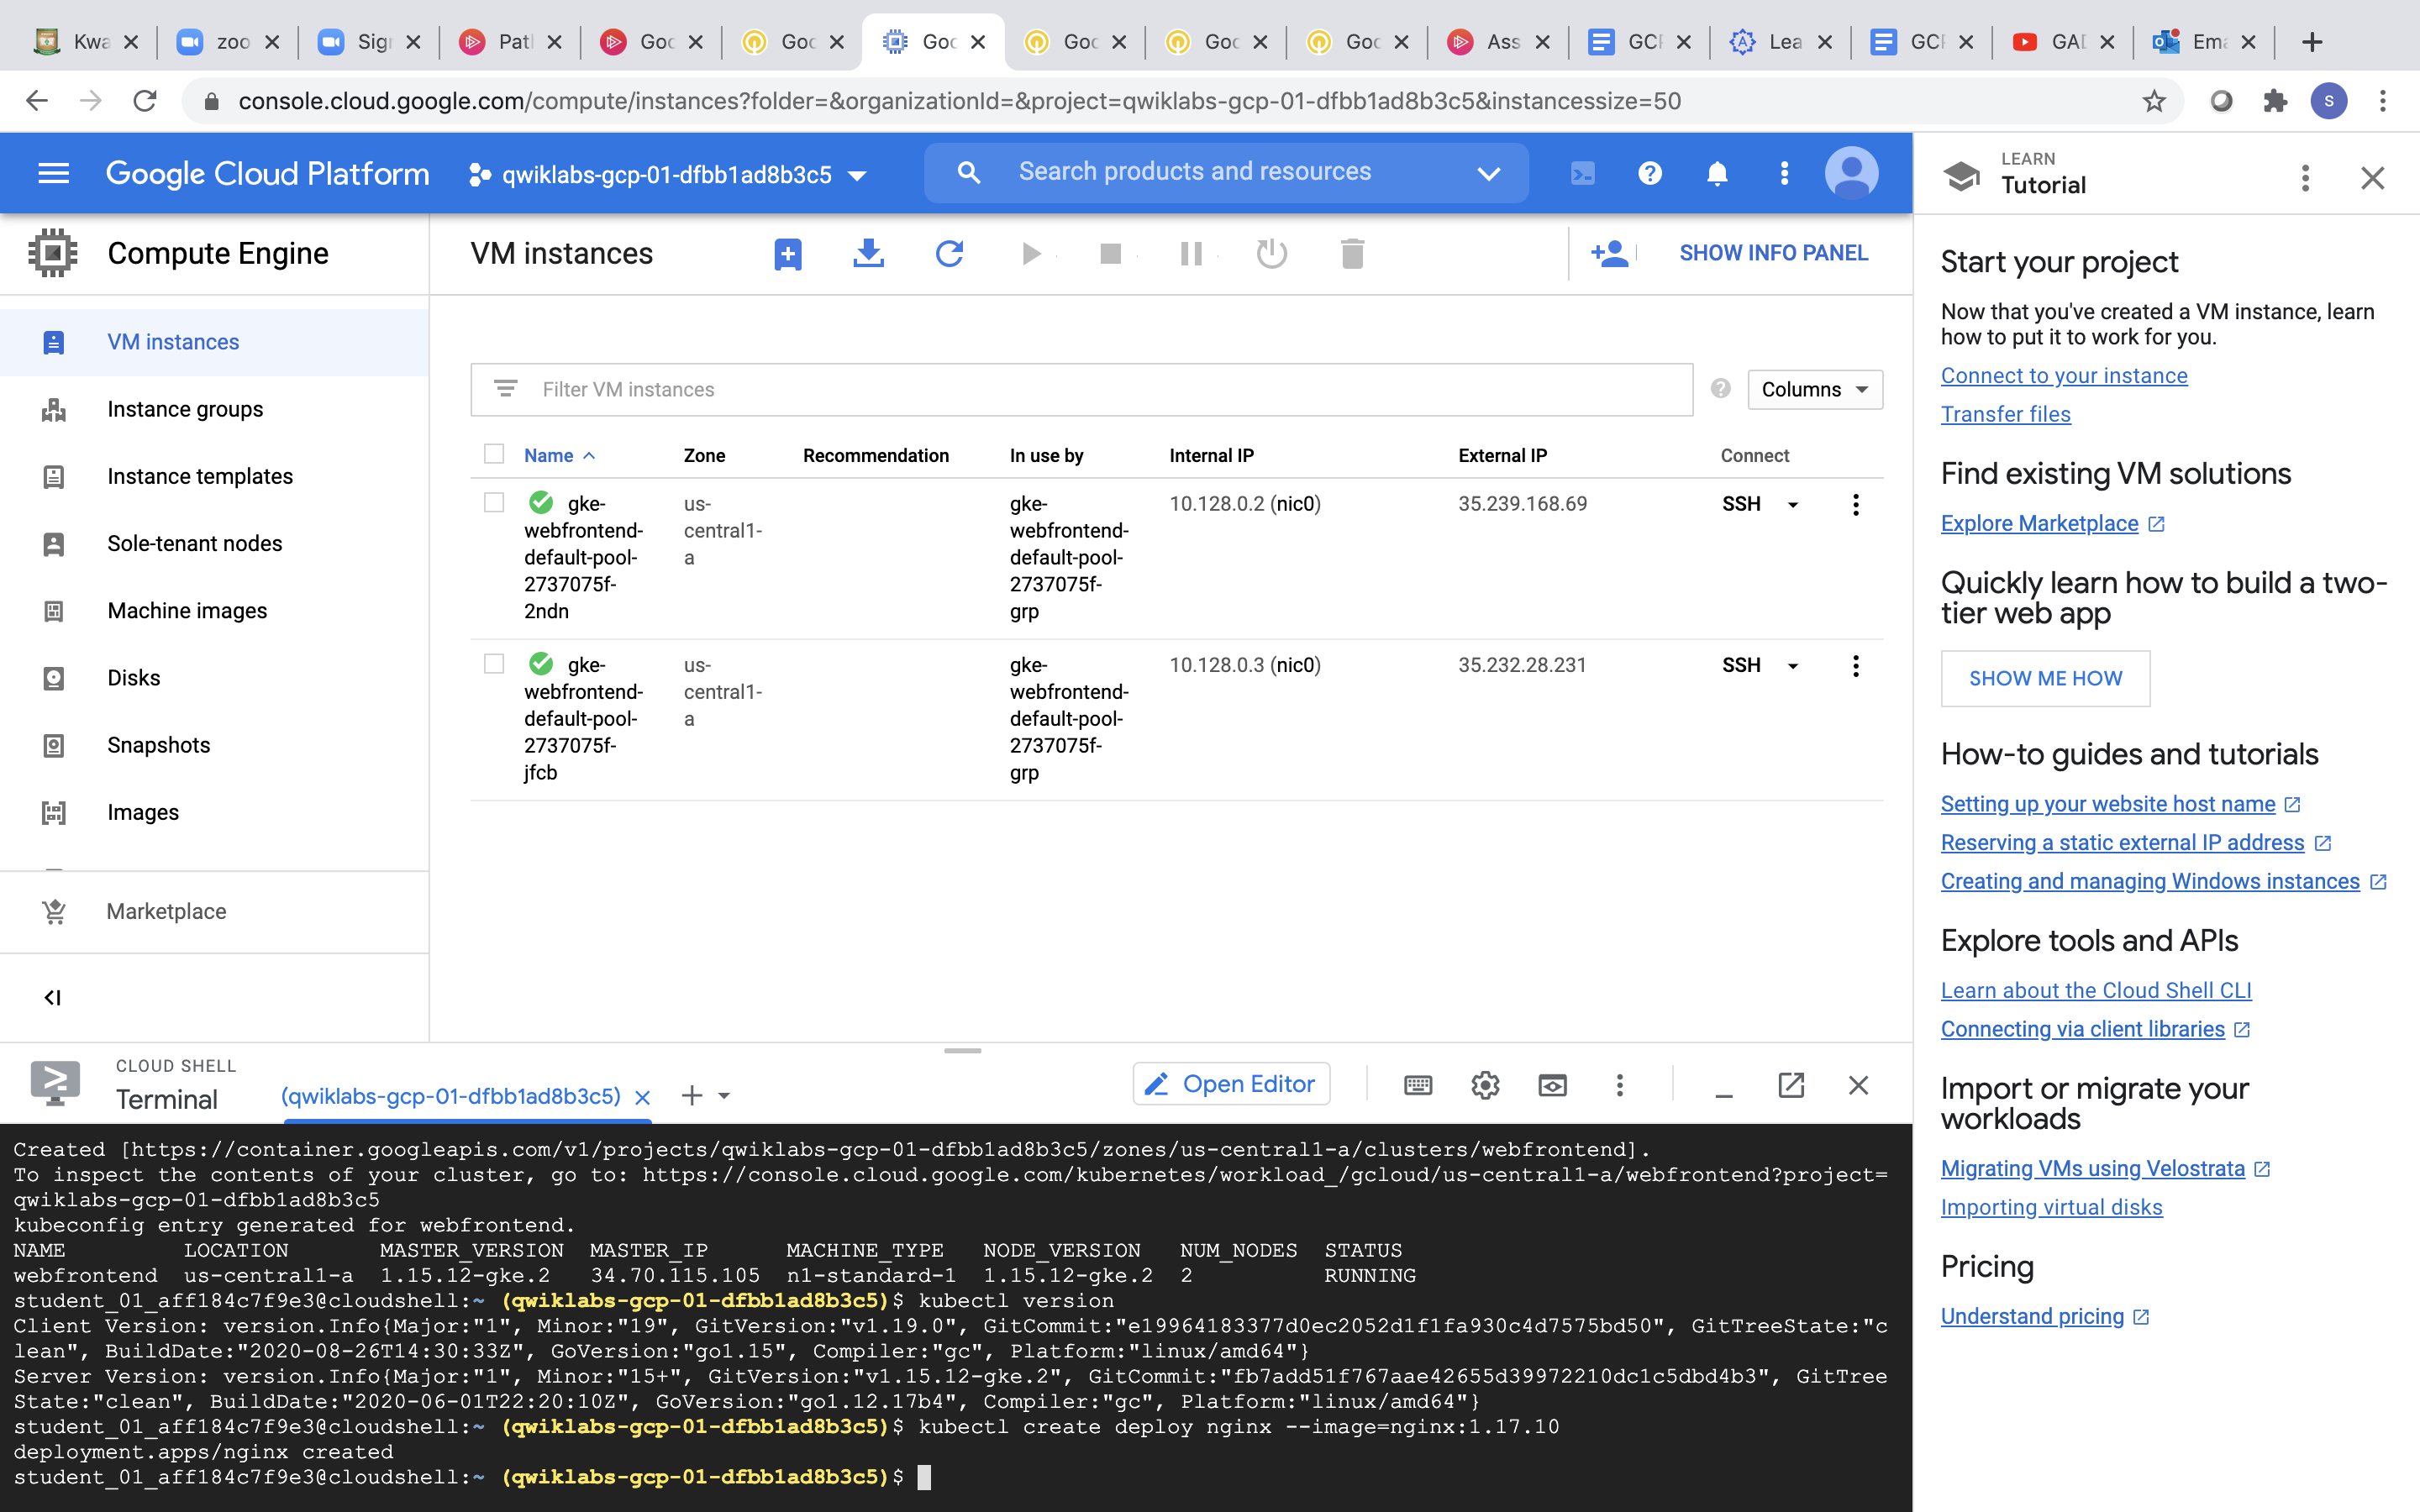 Kwa
zoo
Sign
Path
Goo
Goo
Goo
Goo
Goo
Goo
Ass
GCP
Lea
GCP
GAD
Ema
console.cloud.google.com/compute/instances?folder=&organizationId=&project=qwiklabs-gcp-01-dfbb1ad8b3c5&instancessize=50
S
Google Cloud Platform
qwiklabs-gcp-01-dfbb1ad8b3c5
Search products and resources
LEARN
Tutorial
Compute Engine
VM instances
SHOW INFO PANEL
VM instances
Instance groups
Instance templates
Sole-tenant nodes
Machine images
Disks
Snapshots
Images
Marketplace
Filter VM instances
Columns
Name Zone Recommendation In use by Internal IP External IP Connect
gke- us- gke- 10.128.0.2 (nic0) 35.239.168.69 SSH
webfrontend- central1- webfrontend-
default-pool- a default-pool-
2737075f- 2737075f-
2ndn grp
gke- us- gke- 10.128.0.3 (nic0) 35.232.28.231 SSH
webfrontend- central1- webfrontend-
default-pool- a default-pool-
2737075f- 2737075f-
jfcb grp
Start your project
Now that you've created a VM instance, learn
how to put it to work for you.
Connect to your instance
Transfer files
Find existing VM solutions
Explore Marketplace
Quickly learn how to build a two-
tier web app
SHOW ME HOW
How-to guides and tutorials
Setting up your website host name
Reserving a static external IP address
Creating and managing Windows instances
Explore tools and APIs
Learn about the Cloud Shell CLI
Connecting via client libraries
Import or migrate your
workloads
Migrating VMs using Velostrata
Importing virtual disks
Pricing
Understand pricing
CLOUD SHELL
Terminal
(qwiklabs-gcp-01-dfbb1ad8b3c5)
Open Editor
Created [https://container.googleapis.com/v1/projects/qwiklabs-gcp-01-dfbb1ad8b3c5/zones/us-central1-a/clusters/webfrontend].
To inspect the contents of your cluster, go to: https://console.cloud.google.com/kubernetes/workload_/gcloud/us-central1-a/webfrontend?project=
qwiklabs-gcp-01-dfbb1ad8b3c5
kubeconfig entry generated for webfrontend.
NAME LOCATION MASTER_VERSION MASTER_IP MACHINE_TYPE NODE_VERSION NUM_NODES STATUS
webfrontend us-central1-a 1.15.12-gke.2 34.70.115.105 n1-standard-1 1.15.12-gke.2 2 RUNNING
student_01_aff184c7f9e3@cloudshell:~ (qwiklabs-gcp-01-dfbb1ad8b3c5)$ kubectl version
Client Version: version.Info{Major:"1", Minor:"19", GitVersion:"v1.19.0", GitCommit:"e19964183377d0ec2052d1f1fa930c4d7575bd50", GitTreeState:"c
lean", BuildDate:"2020-08-26T14:30:33Z", GoVersion:"go1.15", Compiler:"gc", Platform:"linux/amd64"}
Server Version: version.Info{Major:"1", Minor:"15+", GitVersion:"v1.15.12-gke.2", GitCommit:"fb7add51f767aae42655d39972210dc1c5dbd4b3", GitTree
State:"clean", BuildDate:"2020-06-01T22:20:10Z", GoVersion:"go1.12.17b4", Compiler:"gc", Platform:"linux/amd64"}
student_01_aff184c7f9e3@cloudshell:~ (qwiklabs-gcp-01-dfbb1ad8b3c5)$ kubectl create deploy nginx --image=nginx:1.17.10
deployment.apps/nginx created
student_01_aff184c7f9e3@cloudshell:~ (qwiklabs-gcp-01-dfbb1ad8b3c5)$